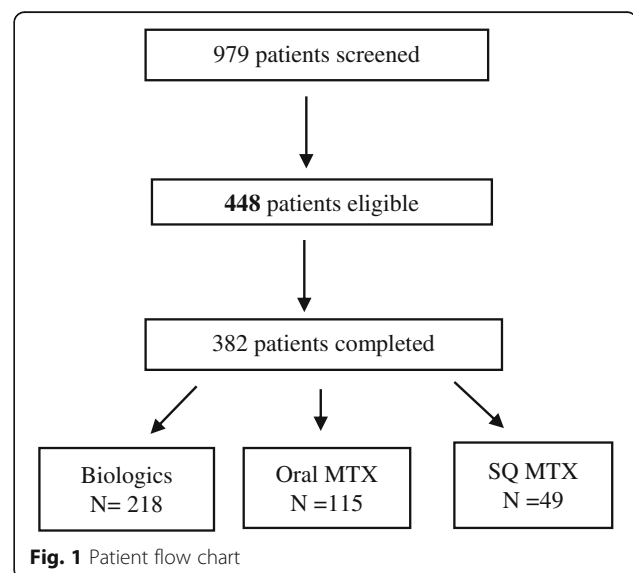 979 patients screened
448 patients eligible
382 patients completed
Biologics
N= 218
Oral MTX
N =115
SQ MTX
N =49
Fig. 1 Patient flow chart